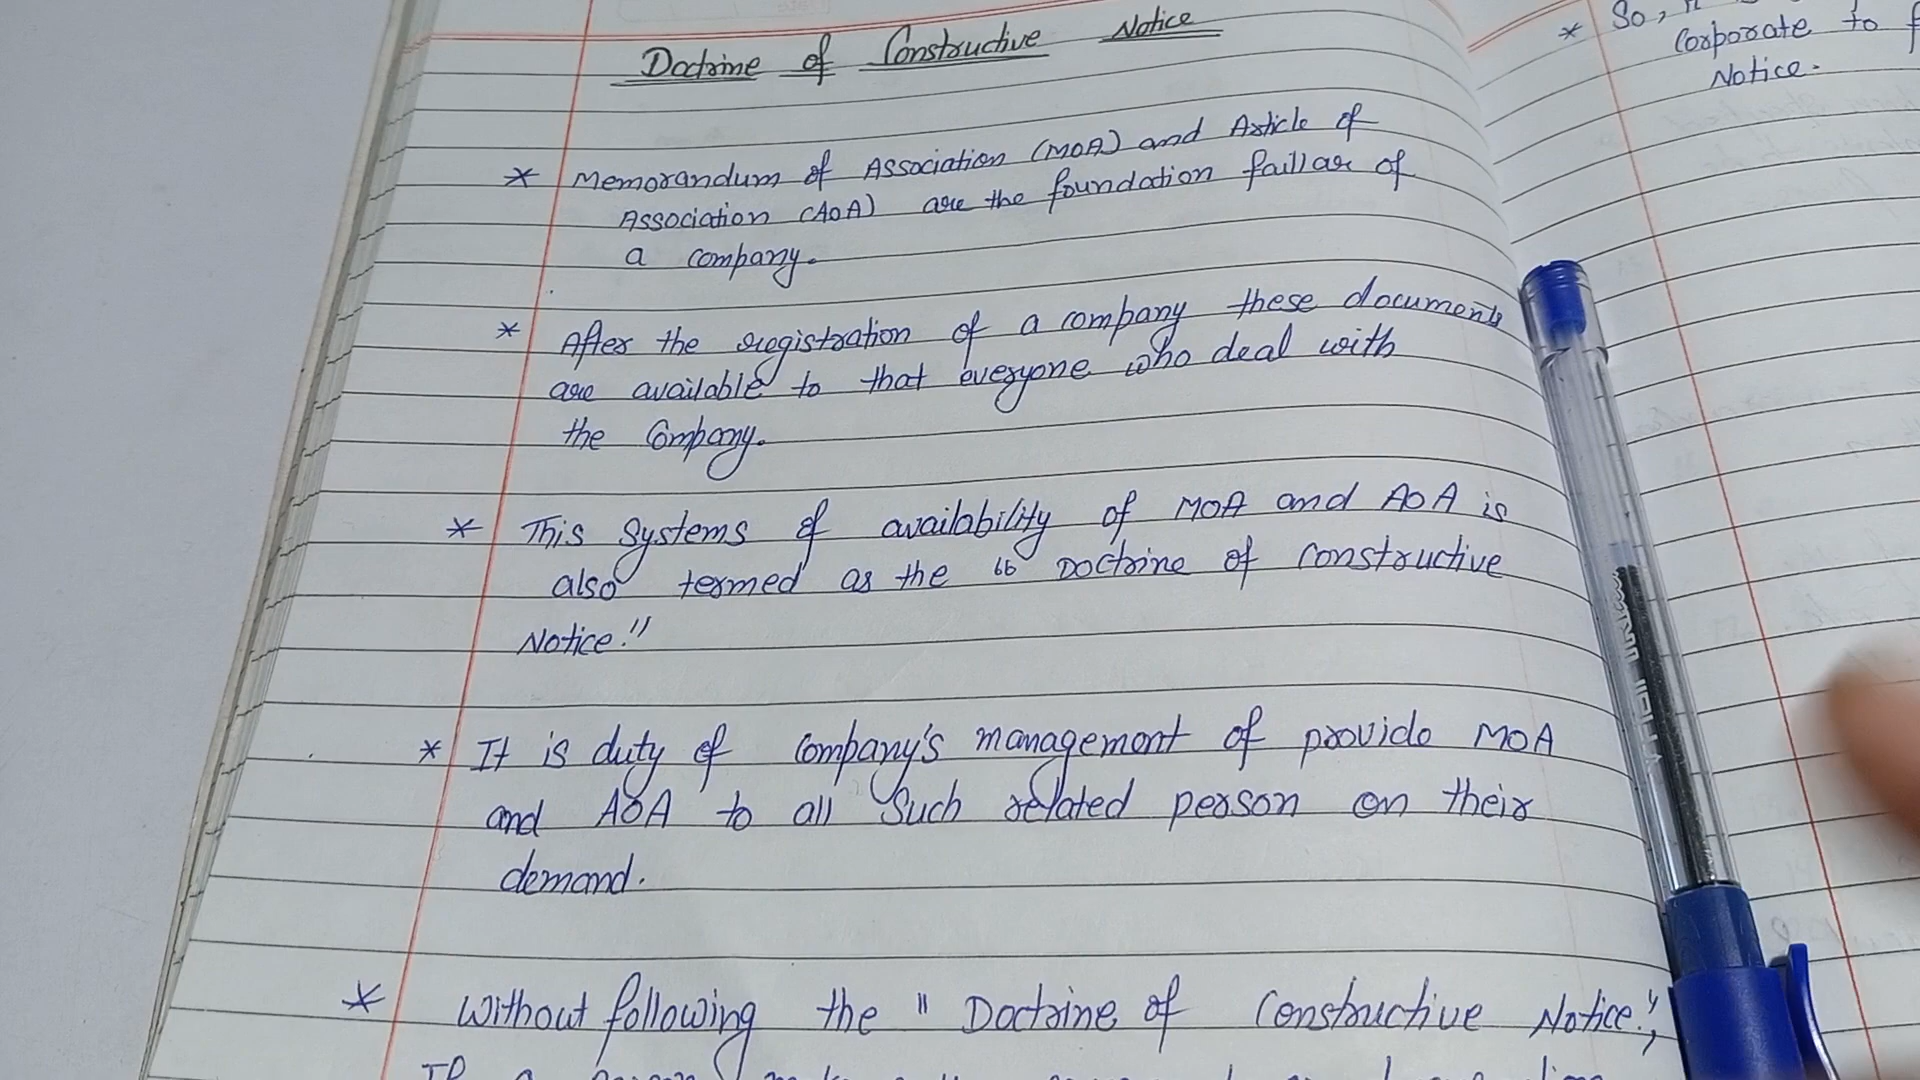 Doctrine of Constructive Notice
* Memorandum of Association (MOA) and Article of
Association (AOA) are the foundation faillar of
a company.
* After the registration of a company these documents
are available to that everyone who deal with
the Company.
* This Systems of availability of MOA and AOA is
also termed as the “ Doctrine of Constructive
Notice."
* It is duty of Company's management of provide MOA
and AOA to all Such related person on their
demand.
* Without following the " Doctrine of Constructive Notice",
* So,
Corporate to
Notice.